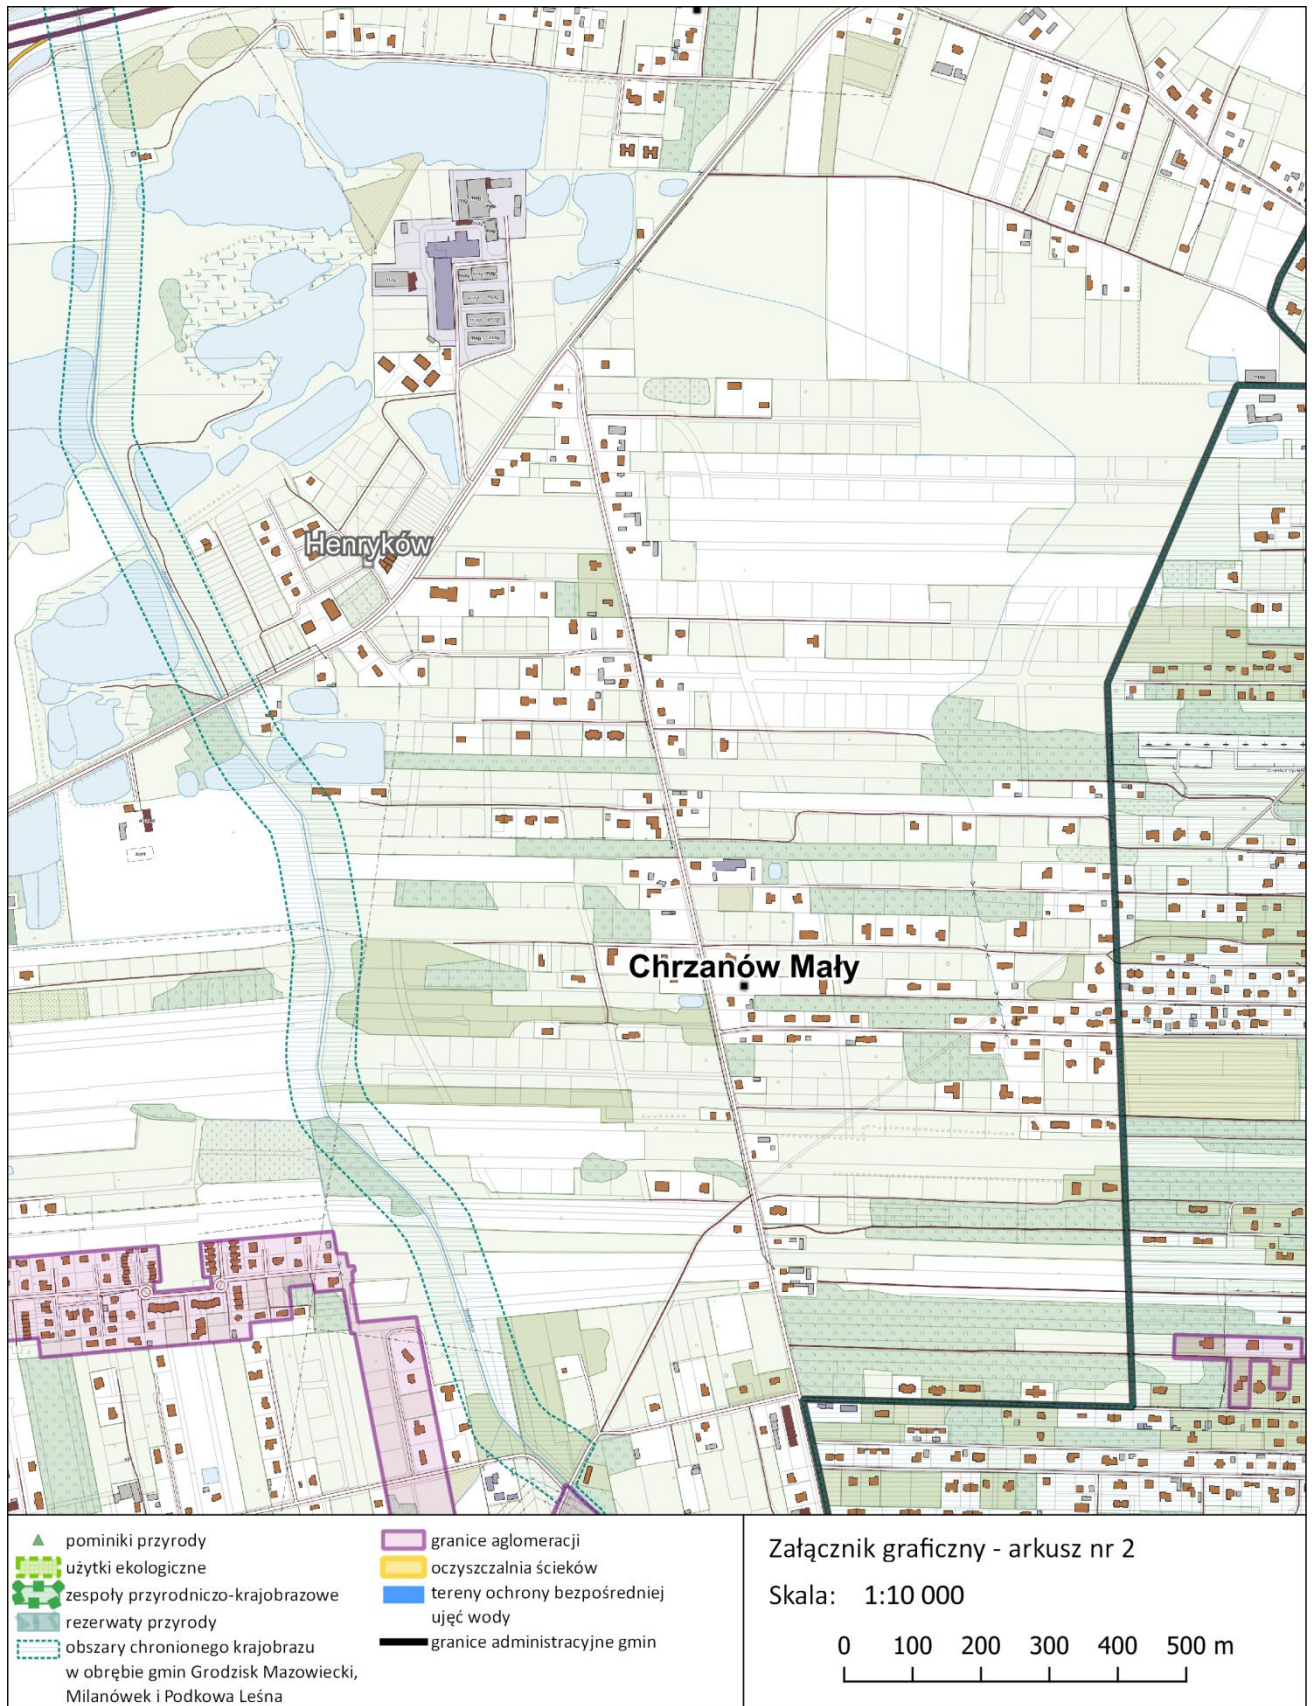 Henryków
Chrzanów Mały
pominiki przyrody
użytki ekologiczne
zespoły przyrodniczo-krajobrazowe
rezerwaty przyrody
obszary chronionego krajobrazu
w obrębie gmin Grodzisk Mazowiecki,
Milanówek i Podkowa Leśna
granice aglomeracji
oczyszczalnia ścieków
tereny ochrony bezpośredniej
ujęć wody
granice administracyjne gmin
Załącznik graficzny - arkusz nr 2
Skala: 1:10 000
0 100 200 300 400 500 m